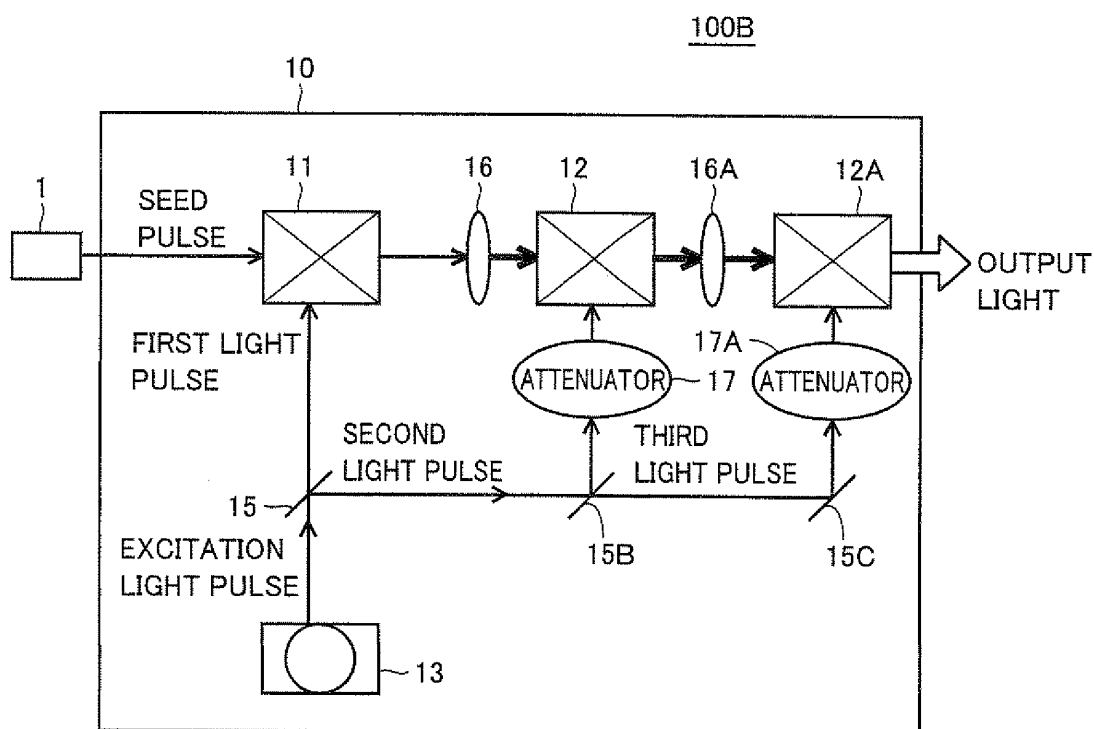 100B
10
11
16
12
16A
12A
1
SEED
PULSE
OUTPUT
LIGHT
FIRST LIGHT
PULSE
17A
ATTENUATOR
17
ATTENUATOR
SECOND
LIGHT PULSE
THIRD
LIGHT PULSE
15
15B
15C
EXCITATION
LIGHT PULSE
13